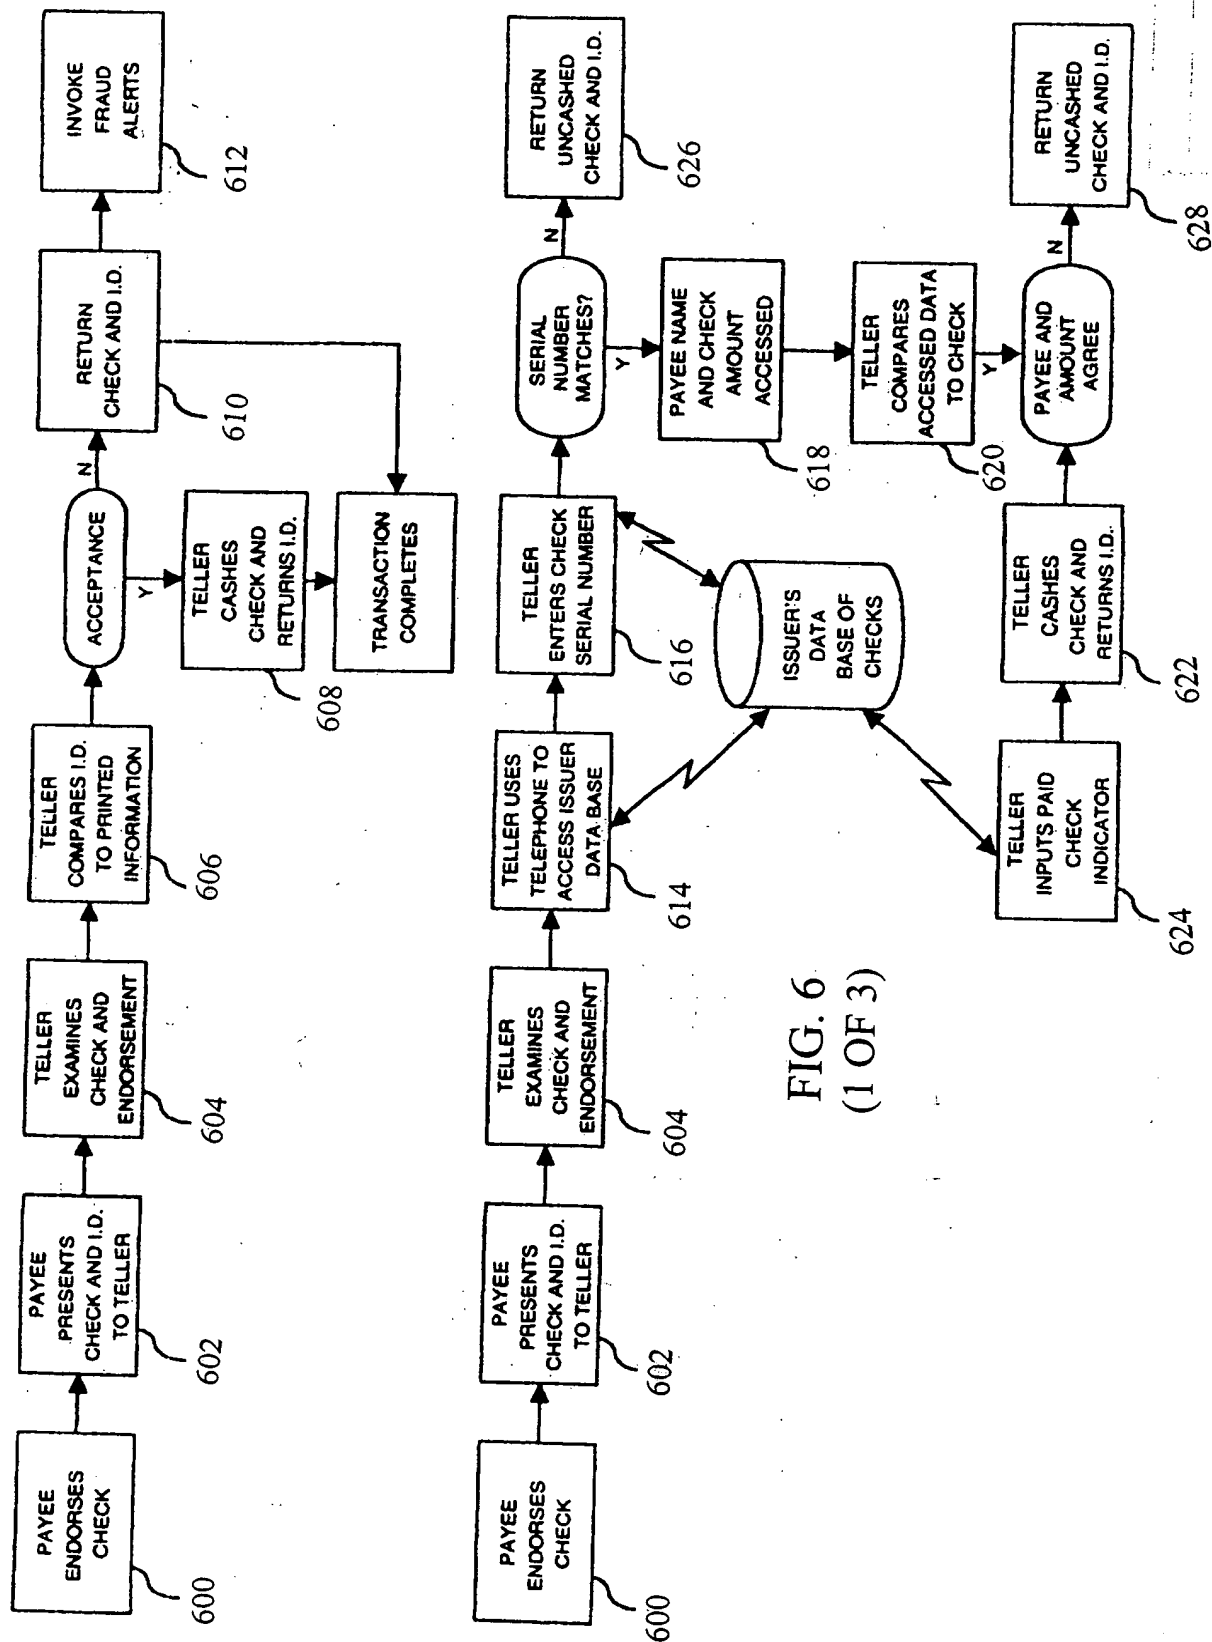 PAYEE
ENDORSES
CHECK
600
PAYEE
PRESENTS
CHECK AND I.D.
TO TELLER
602
TELLER
EXAMINES
CHECK AND
ENDORSEMENT
604
TELLER
COMPARES I.D.
TO PRINTED
INFORMATION
606
ACCEPTANCE
N
Y
RETURN
CHECK AND I.D.
610
INVOKE
FRAUD
ALERTS
612
TELLER
CASHES
CHECK AND
RETURNS I.D.
608
TRANSACTION
COMPLETES
PAYEE
ENDORSES
CHECK
600
PAYEE
PRESENTS
CHECK AND I.D.
TO TELLER
602
TELLER
EXAMINES
CHECK AND
ENDORSEMENT
604
TELLER USES
TELEPHONE TO
ACCESS ISSUER
DATA BASE
614
TELLER
ENTERS CHECK
SERIAL NUMBER
616
SERIAL
NUMBER
MATCHES?
N
Y
RETURN
UNCASHED
CHECK AND I.D.
626
PAYEE NAME
AND CHECK
AMOUNT
ACCESSED
618
ISSUER'S
DATA
BASE OF
CHECKS
TELLER
COMPARES
ACCESSED DATA
TO CHECK
620
Y
TELLER
INPUTS PAID
CHECK
INDICATOR
624
TELLER
CASHES
CHECK AND
RETURNS I.D.
622
PAYEE AND
AMOUNT
AGREE
N
RETURN
UNCASHED
CHECK AND I.D.
628
FIG. 6
(1 OF 3)